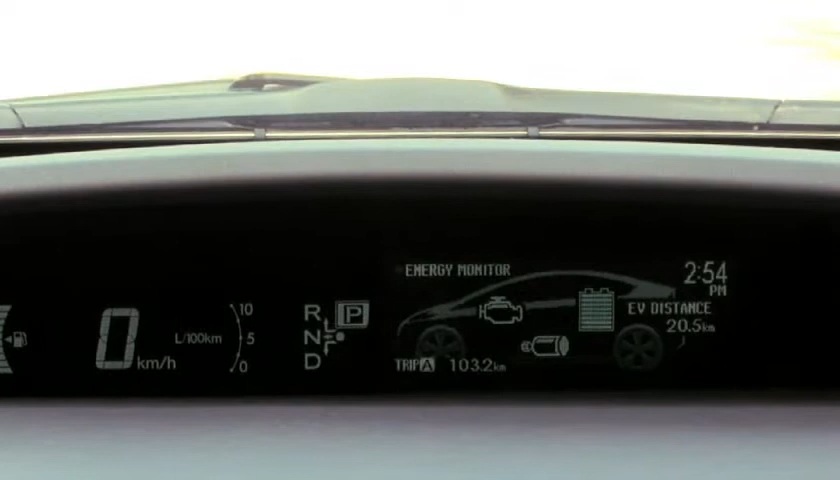 ENERGY MONITOR
2:54
PM
EV DISTANCE
20.5km
TRIP A 103.2km
0
km/h
L/100km
10
5
0
R
P
N
D